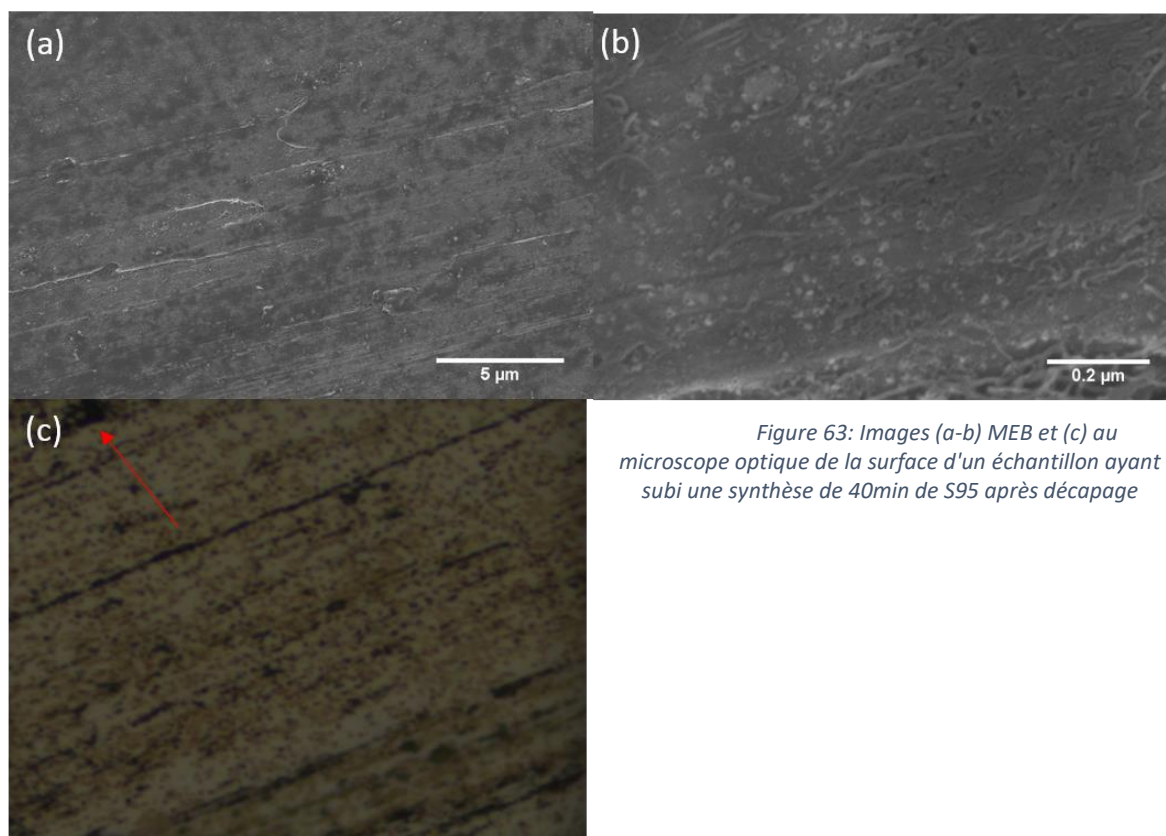 (a)
(b)
5 µm
0.2 µm
(c)
Figure 63: Images (a-b) MEB et (c) au
microscope optique de la surface d'un échantillon ayant
subi une synthèse de 40min de S95 après décapage